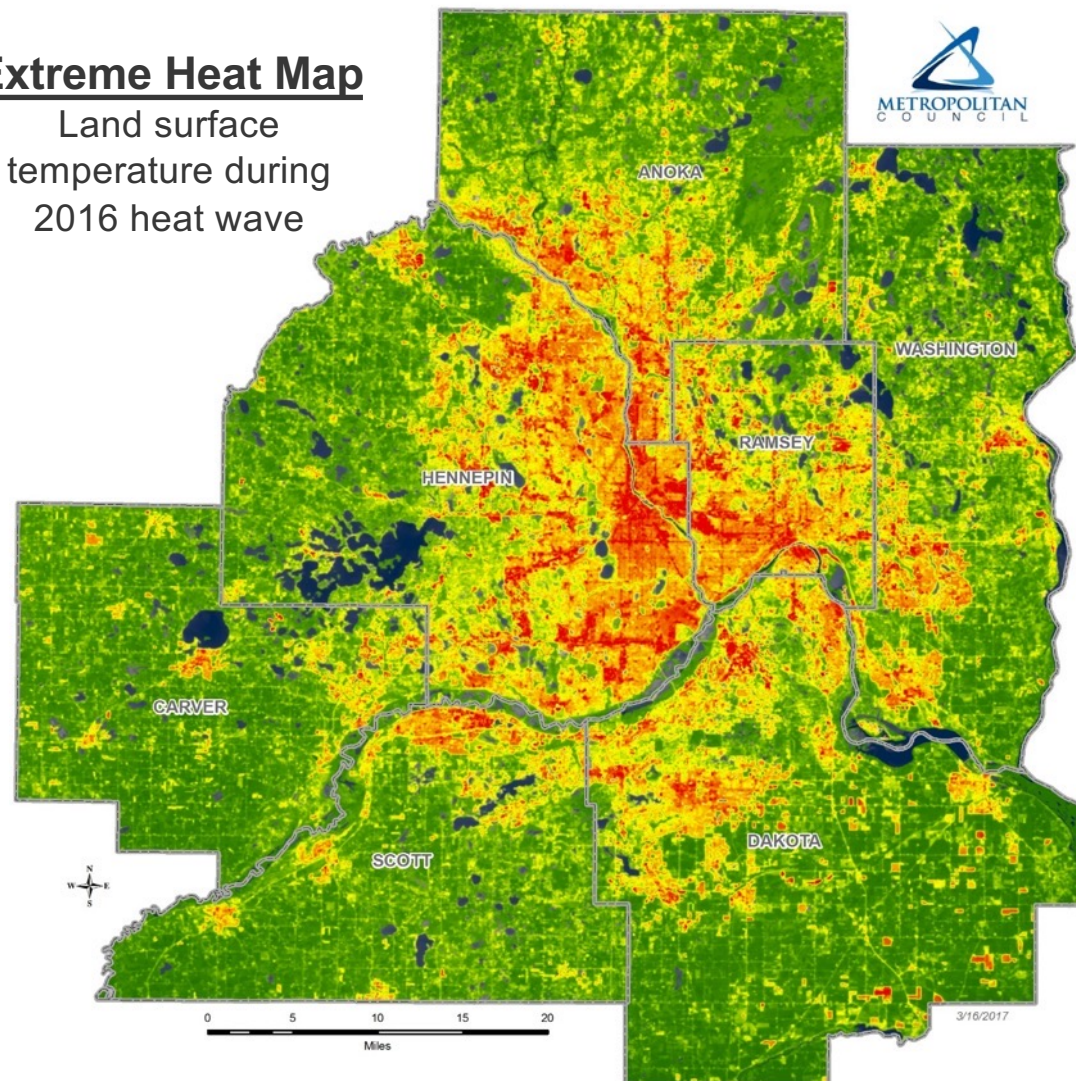 Extreme Heat Map
Land surface
temperature during
2016 heat wave
METROPOLITAN
COUNCIL
ANOKA
WASHINGTON
RAMSEY
HENNEPIN
CARVER
SCOTT
DAKOTA
N
W E
S
0 5 10 15 20
Miles
3/16/2017